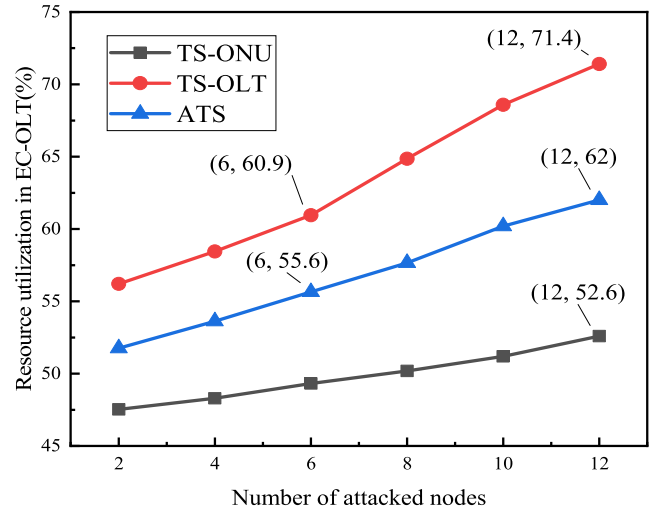 Resource utilization in EC-OLT(%)
75
70
65
60
55
50
45
TS-ONU
TS-OLT
ATS
(12, 71.4)
(6, 60.9)
(12, 62)
(6, 55.6)
(12, 52.6)
2 4 6 8 10 12
Number of attacked nodes